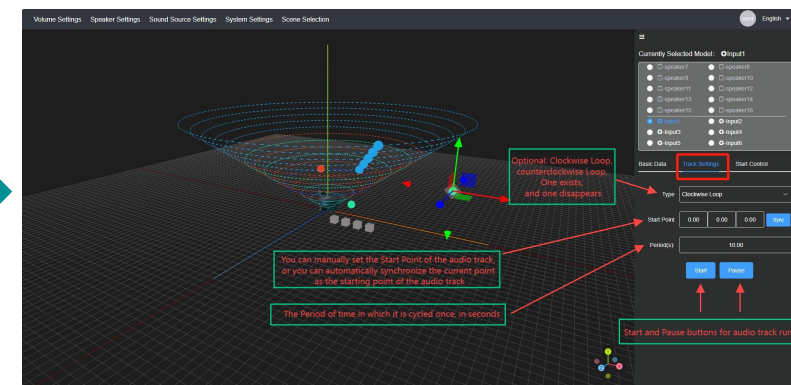 Volume Settings Speaker Settings Sound Source Settings System Settings Scene Selection
English
Currently Selected Model: Input1
-speaker7 -speaker8
-speaker9 -speaker10
-speaker11 -speaker12
-speaker13 -speaker14
-speaker15 -speaker16
-Input1 -Input2
-Input3 -Input4
-Input5 -Input6
Basic Data Track Settings Start Control
Optional: Clockwise Loop,
counterclockwise Loop,
One exists,
and one disappears
Type Clockwise Loop
Start Point 0.00 0.00 0.00 Sync
You can manually set the Start Point of the audio track,
or you can automatically synchronize the current point
as the starting point of the audio track
Period(s): 10.00
Start Pause
The Period of time in which it is cycled once, in seconds
Start and Pause buttons for audio track run
Y
Z
X